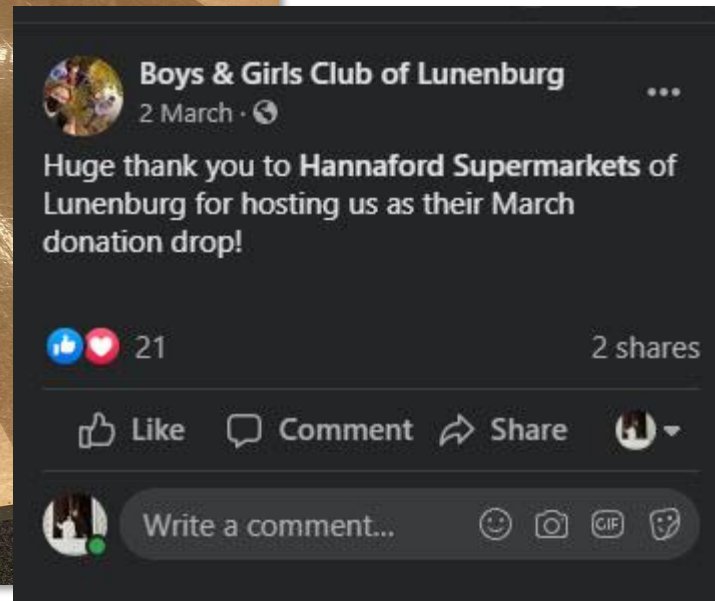 Boys & Girls Club of Lunenburg
2 March ·
Huge thank you to Hannaford Supermarkets of
Lunenburg for hosting us as their March
donation drop!
21 2 shares
Like Comment Share
Write a comment... GIF